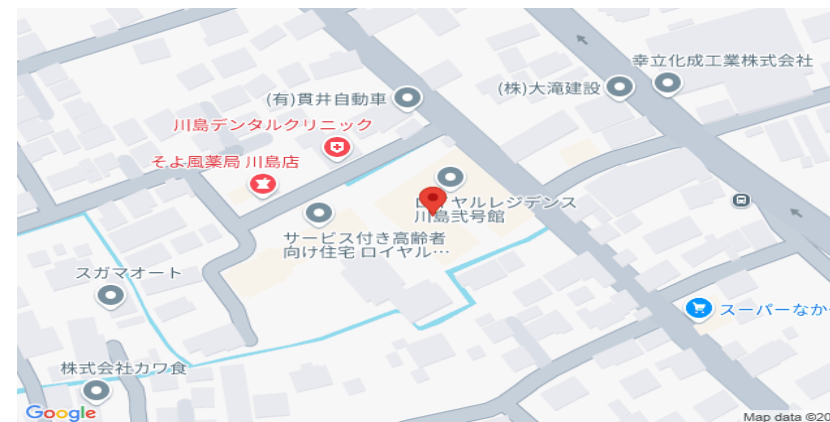 幸立化成工業株式会社
(株)大滝建設
(有)貫井自動車
川島デンタルクリニック
そよ風薬局 川島店
ヤルレジデンス
川島弐号館
サービス付き高齢者
向け住宅 ロイヤル…
スガマオート
スーパーなか
株式会社カワ食
Google
Map data ©20